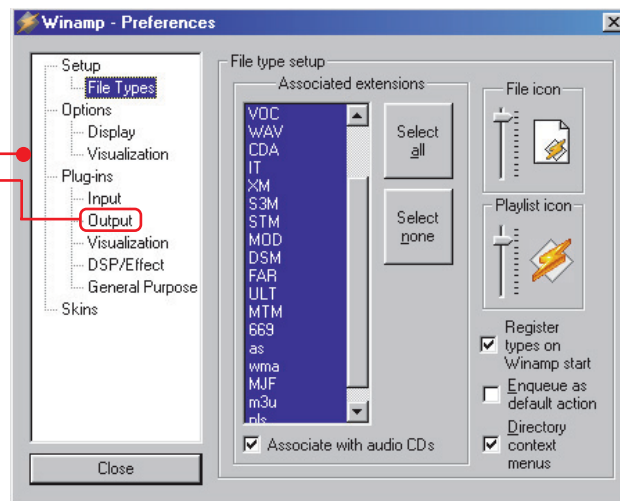 Winamp - Preferences
Setup
File Types
Options
Display
Visualization
Plug-ins
Input
Output
Visualization
DSP/Effect
General Purpose
Skins
Close
File type setup
Associated extensions
VOC
WAV
CDA
IT
XM
S3M
STM
MOD
DSM
FAR
ULT
MTM
669
as
wma
MJF
m3u
pls
Select
all
Select
none
Associate with audio CDs
File icon
Playlist icon
Register
types on
Winamp start
Enqueue as
default action
Directory
context
menus